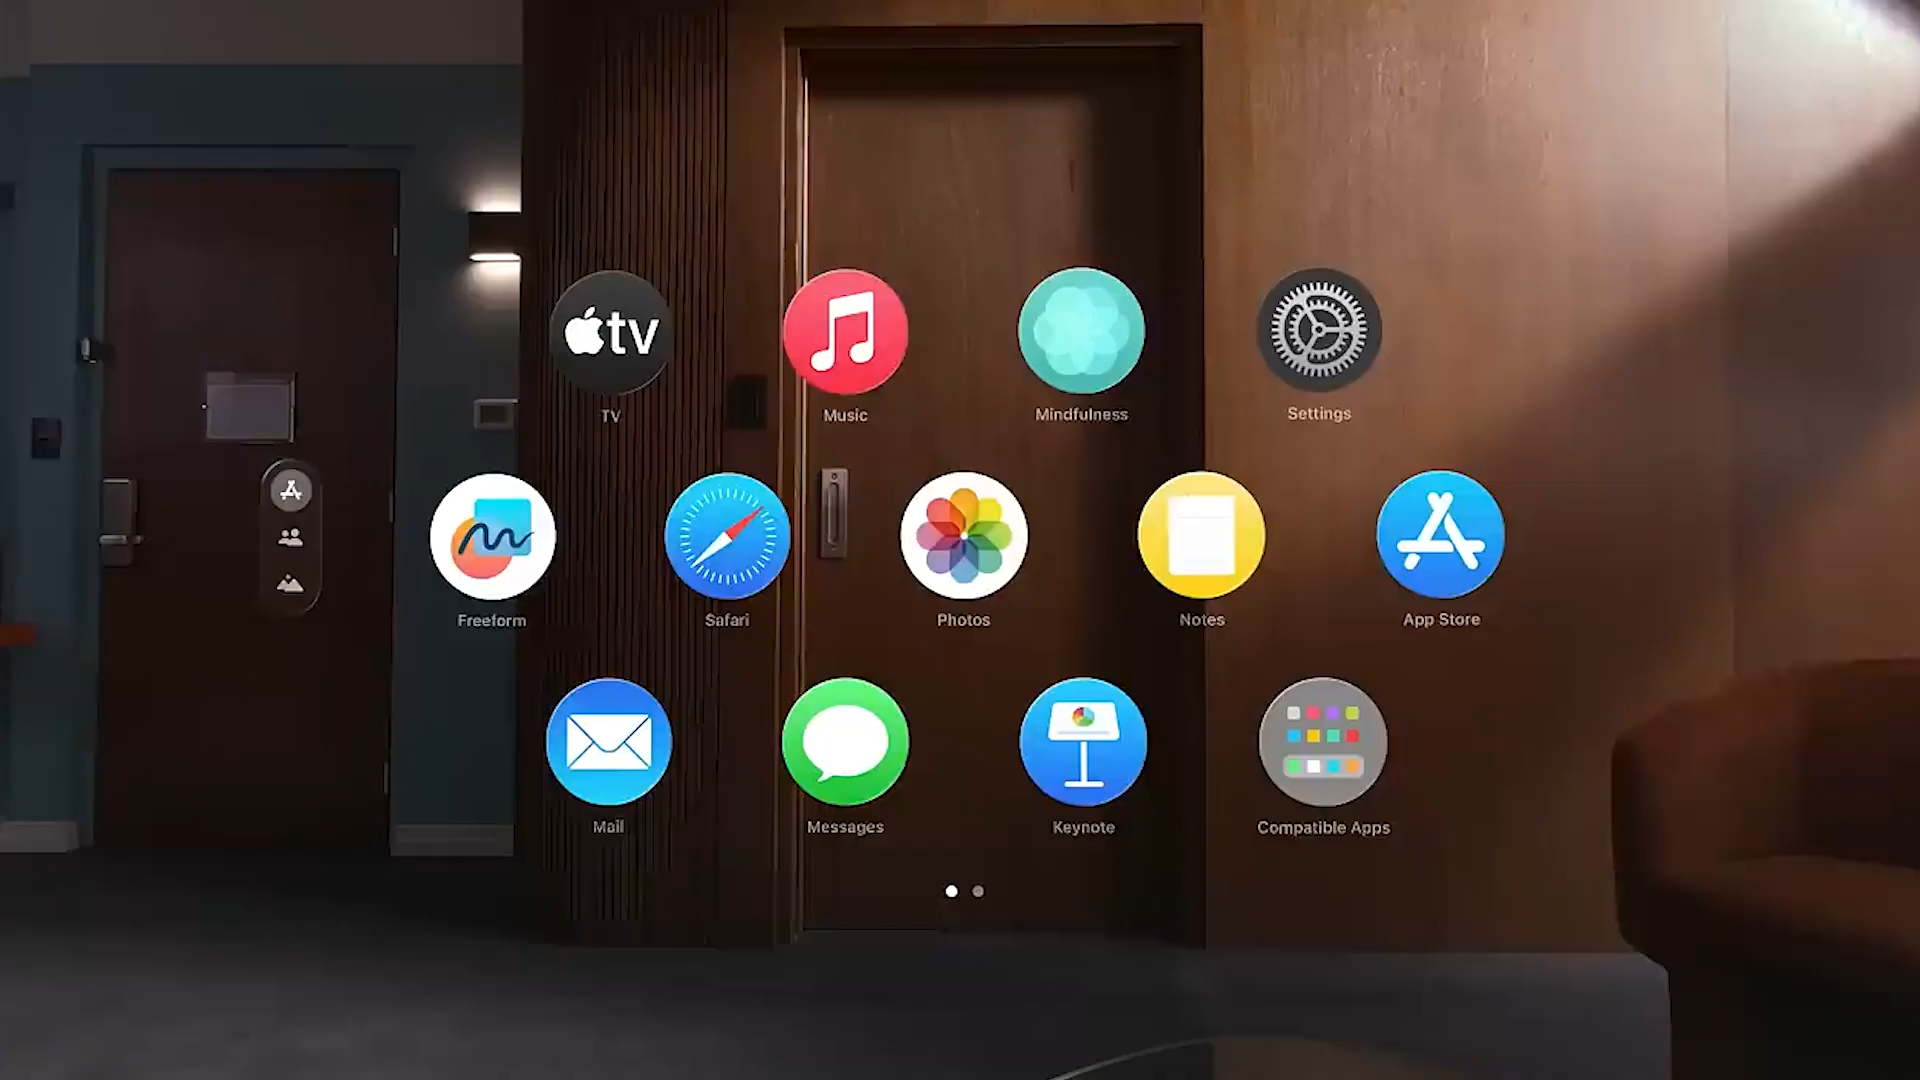 tv
TV
Music
Mindfulness
Settings
Freeform
Safari
Photos
Notes
App Store
Mail
Messages
Keynote
Compatible Apps